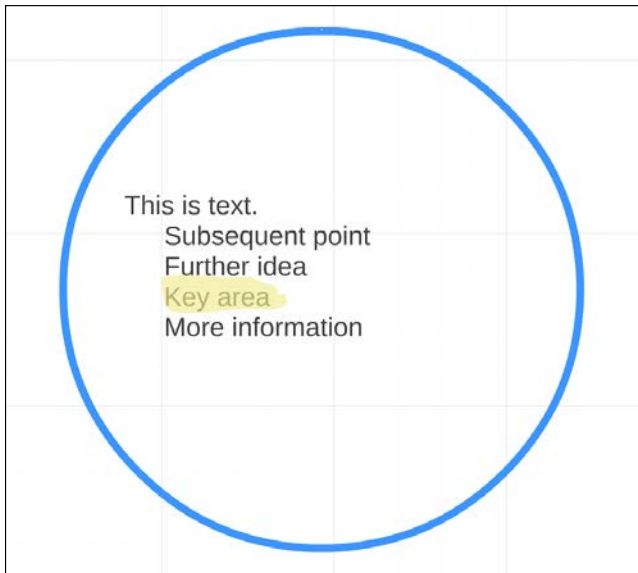 This is text.
Subsequent point
Further idea
Key area
More information